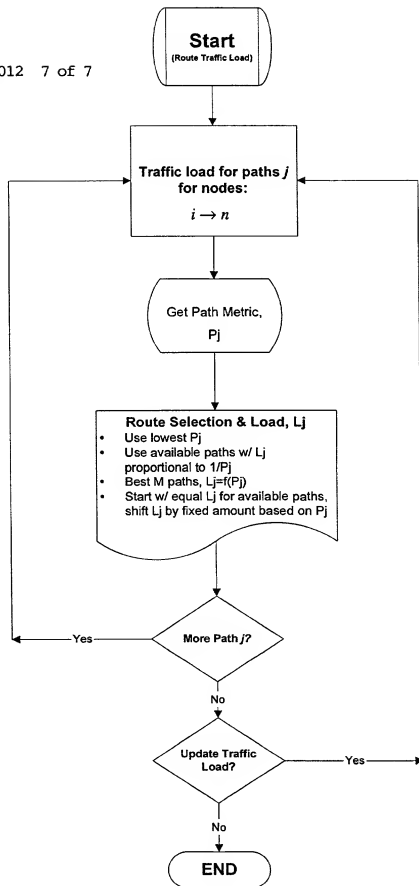 Start
(Route Traffic Load)
012 7 of 7
Traffic load for paths j
for nodes:
i → n
Get Path Metric,
Pj
Route Selection & Load, Lj
• Use lowest Pj
• Use available paths w/ Lj
proportional to 1/Pj
• Best M paths, Lj=f(Pj)
• Start w/ equal Lj for available paths,
shift Lj by fixed amount based on Pj
More Path j?
Yes
No
Update Traffic
Load?
Yes
No
END